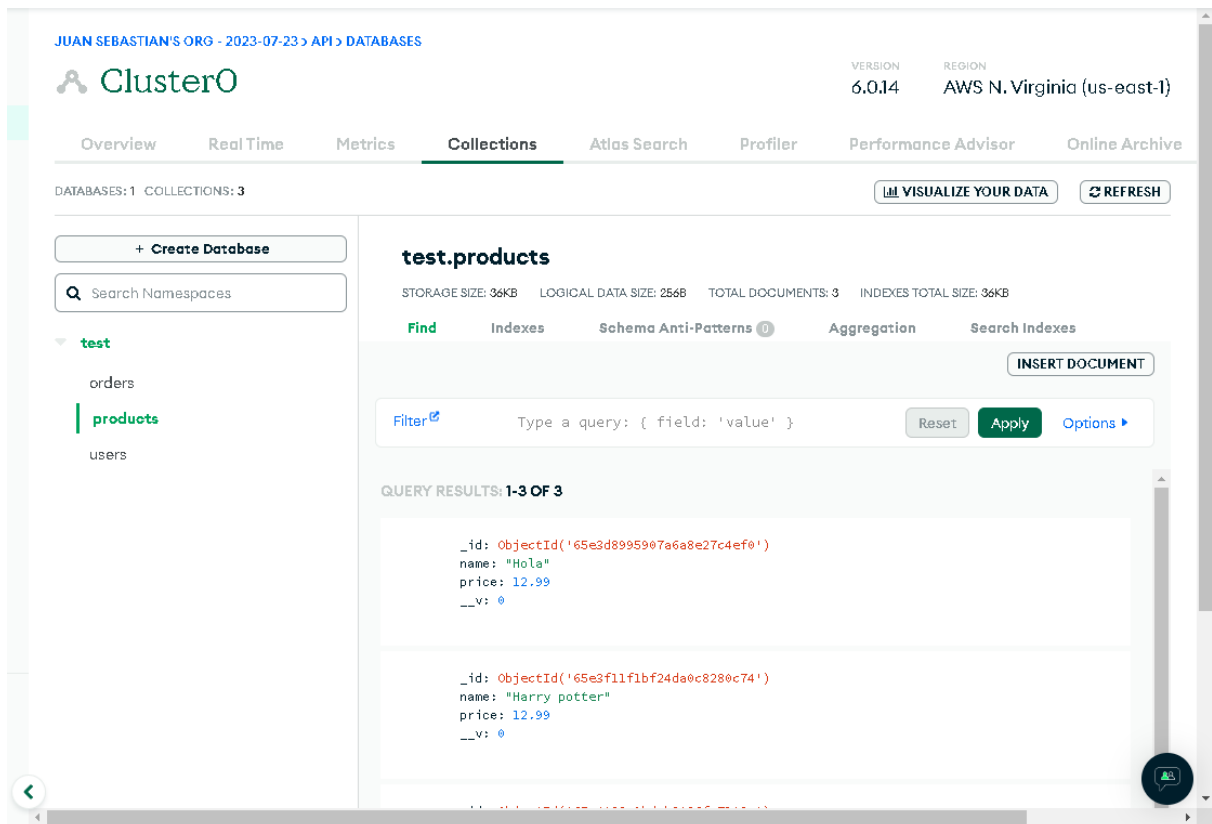 JUAN SEBASTIAN'S ORG - 2023-07-23 > API > DATABASES
Cluster0
VERSION
6.0.14
REGION
AWS N. Virginia (us-east-1)
Overview Real Time Metrics Collections Atlas Search Profiler Performance Advisor Online Archive
DATABASES: 1 COLLECTIONS: 3
VISUALIZE YOUR DATA
REFRESH
+ Create Database
Search Namespaces
test
orders
products
users
test.products
STORAGE SIZE: 36KB LOGICAL DATA SIZE: 256B TOTAL DOCUMENTS: 3 INDEXES TOTAL SIZE: 36KB
Find Indexes Schema Anti-Patterns 0 Aggregation Search Indexes
INSERT DOCUMENT
Filter Type a query: { field: 'value' } Reset Apply Options
QUERY RESULTS: 1-3 OF 3
_id: ObjectId('65e3d8995907a6a8e27c4ef0')
name: "Hola"
price: 12.99
__v: 0
_id: ObjectId('65e3f11f1bf24da0c8280c74')
name: "Harry potter"
price: 12.99
__v: 0